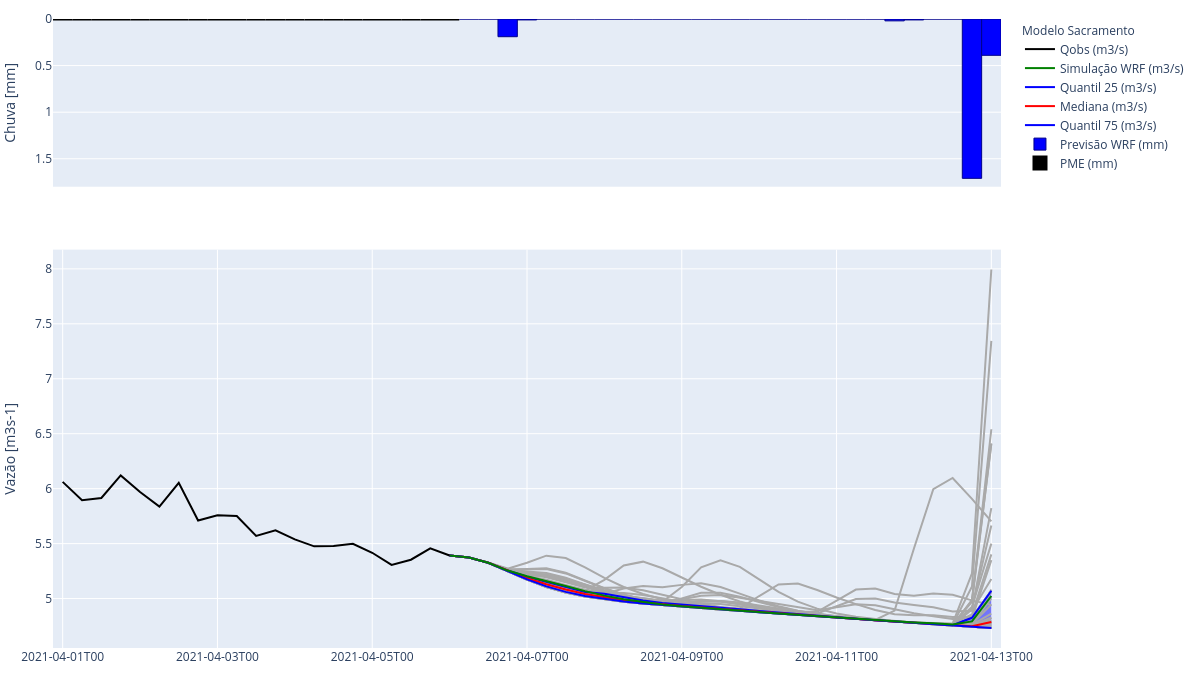 Chuva [mm]
0
0.5
1
1.5
Modelo Sacramento
Qobs (m3/s)
Simulação WRF (m3/s)
Quantil 25 (m3/s)
Mediana (m3/s)
Quantil 75 (m3/s)
Previsão WRF (mm)
PME (mm)
Vazão [m3s-1]
8
7.5
7
6.5
6
5.5
5
2021-04-01T00 2021-04-03T00 2021-04-05T00 2021-04-07T00 2021-04-09T00 2021-04-11T00 2021-04-13T00